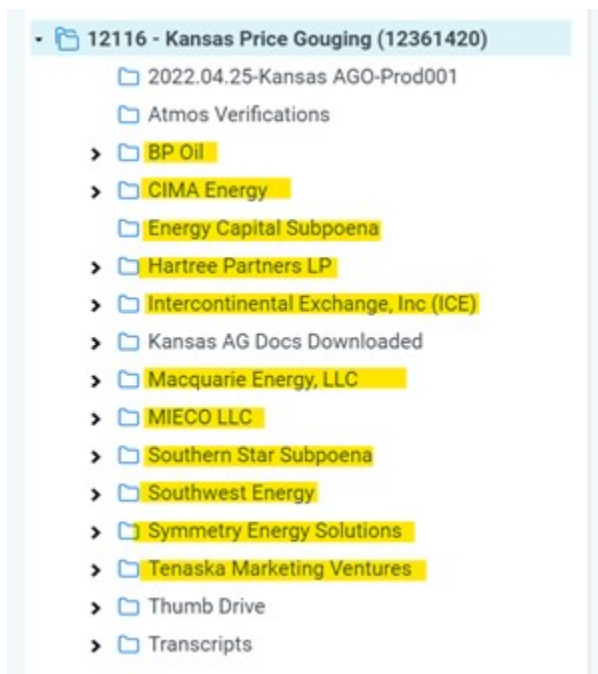 12116 - Kansas Price Gouging (12361420)
2022.04.25-Kansas AGO-Prod001
Atmos Verifications
BP Oil
CIMA Energy
Energy Capital Subpoena
Hartree Partners LP
Intercontinental Exchange, Inc (ICE)
Kansas AG Docs Downloaded
Macquarie Energy, LLC
MIECO LLC
Southern Star Subpoena
Southwest Energy
Symmetry Energy Solutions
Tenaska Marketing Ventures
Thumb Drive
Transcripts